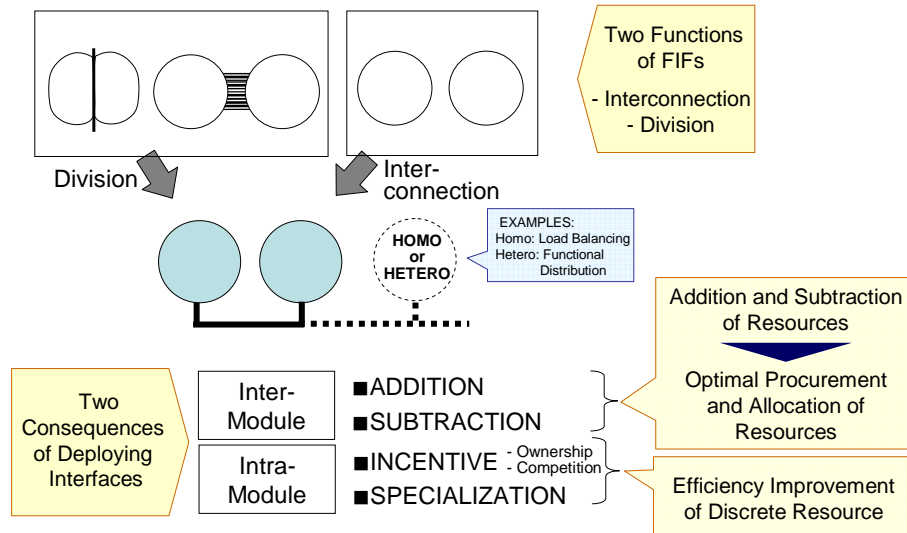 Two Functions
of FIFs
- Interconnection
- Division
Division
Inter-
connection
HOMO
or
HETERO
EXAMPLES:
Homo: Load Balancing
Hetero: Functional
Distribution
Addition and Subtraction
of Resources
Optimal Procurement
and Allocation of
Resources
Two
Consequences
of Deploying
Interfaces
Inter-
Module
■ADDITION
■SUBTRACTION
Intra-
Module
■INCENTIVE
- Ownership
- Competition
■SPECIALIZATION
Efficiency Improvement
of Discrete Resource